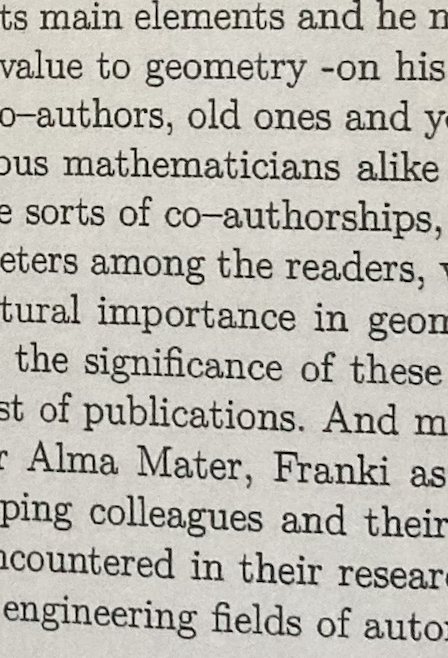 ts main elements and he
value to geometry -on his
o–authors, old ones and
ous mathematicians alike
e sorts of co–authorships,
eters among the readers,
tural importance in geom
the significance of these
st of publications. And m
r Alma Mater, Franki as
ping colleagues and their
ncountered in their resear
engineering fields of auto